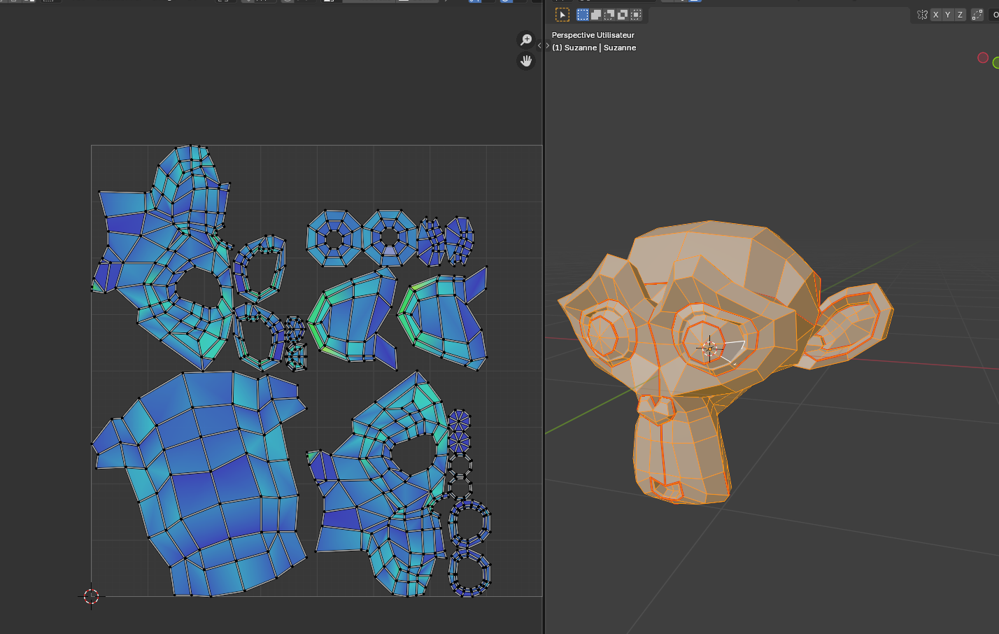 X Y Z
Perspective Utilisateur
(1) Suzanne | Suzanne